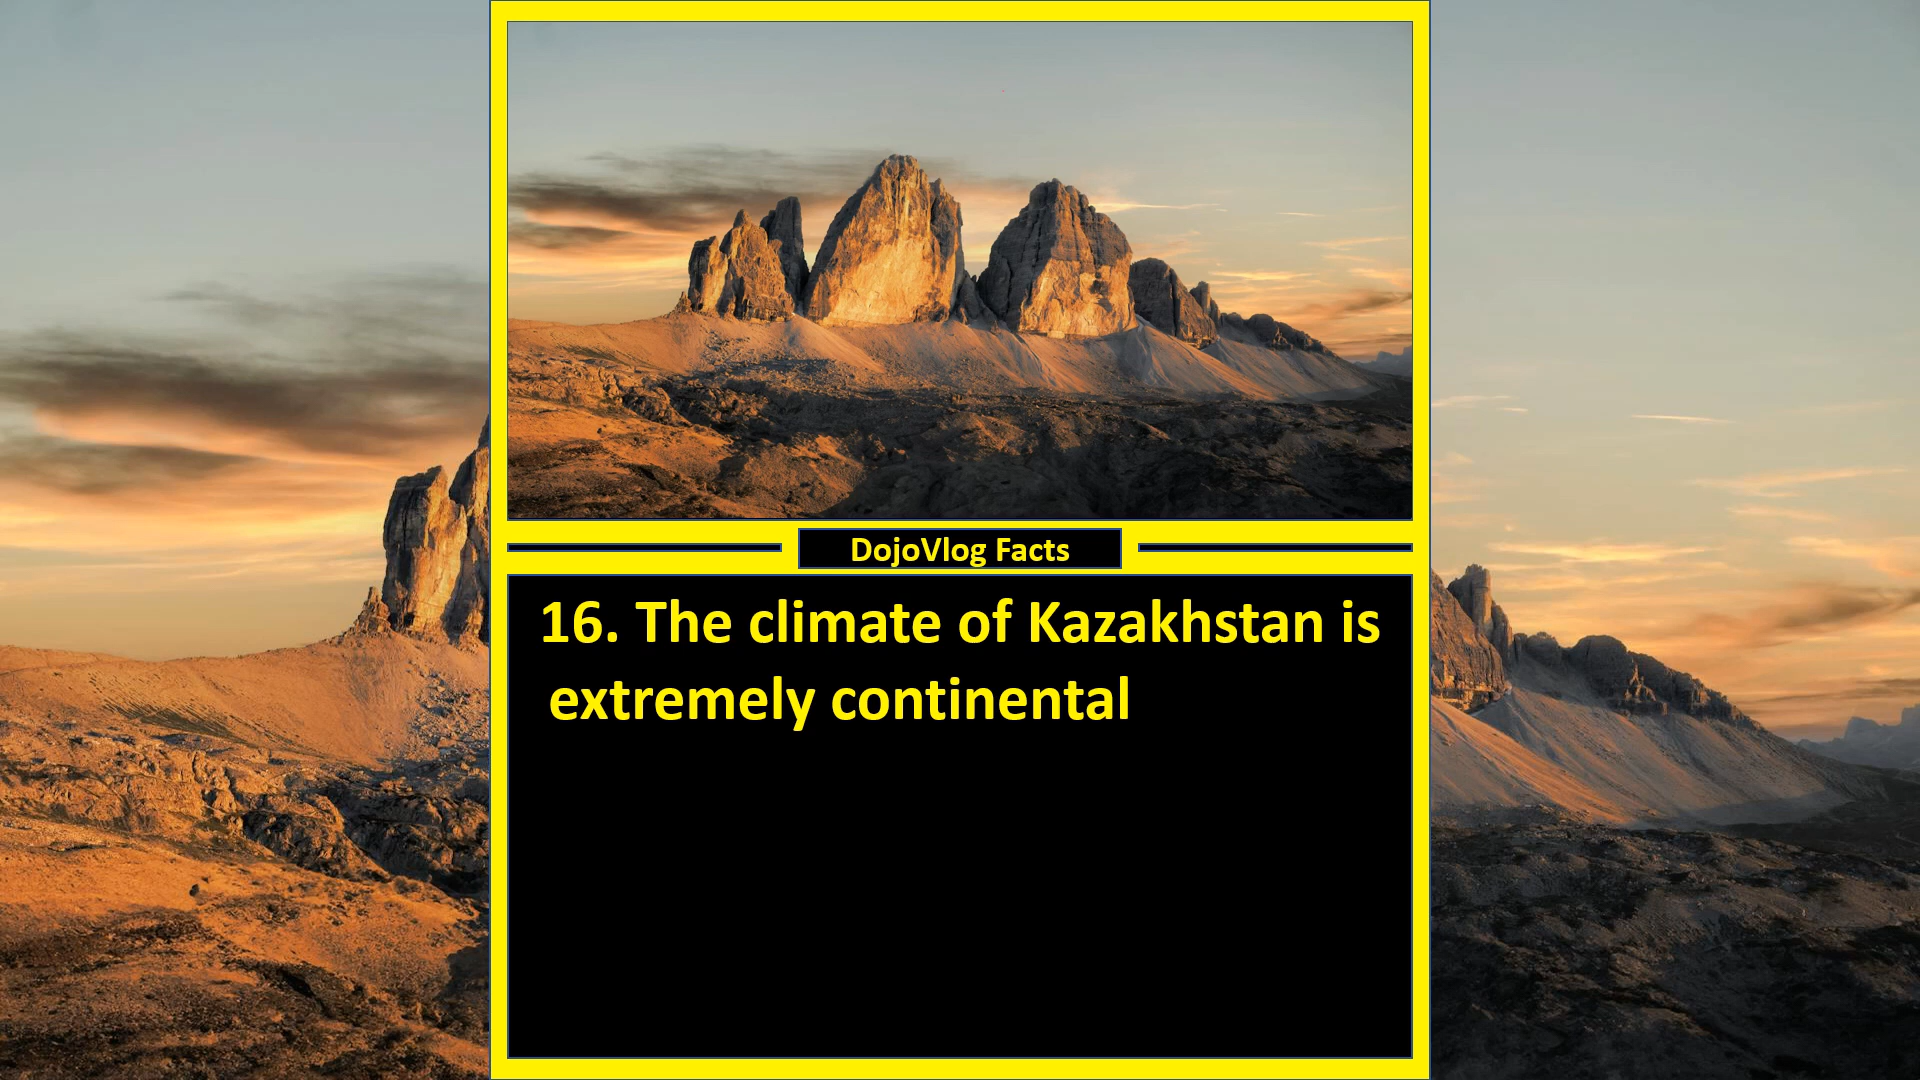 DojoVlog Facts
16. The climate of Kazakhstan is
extremely continental